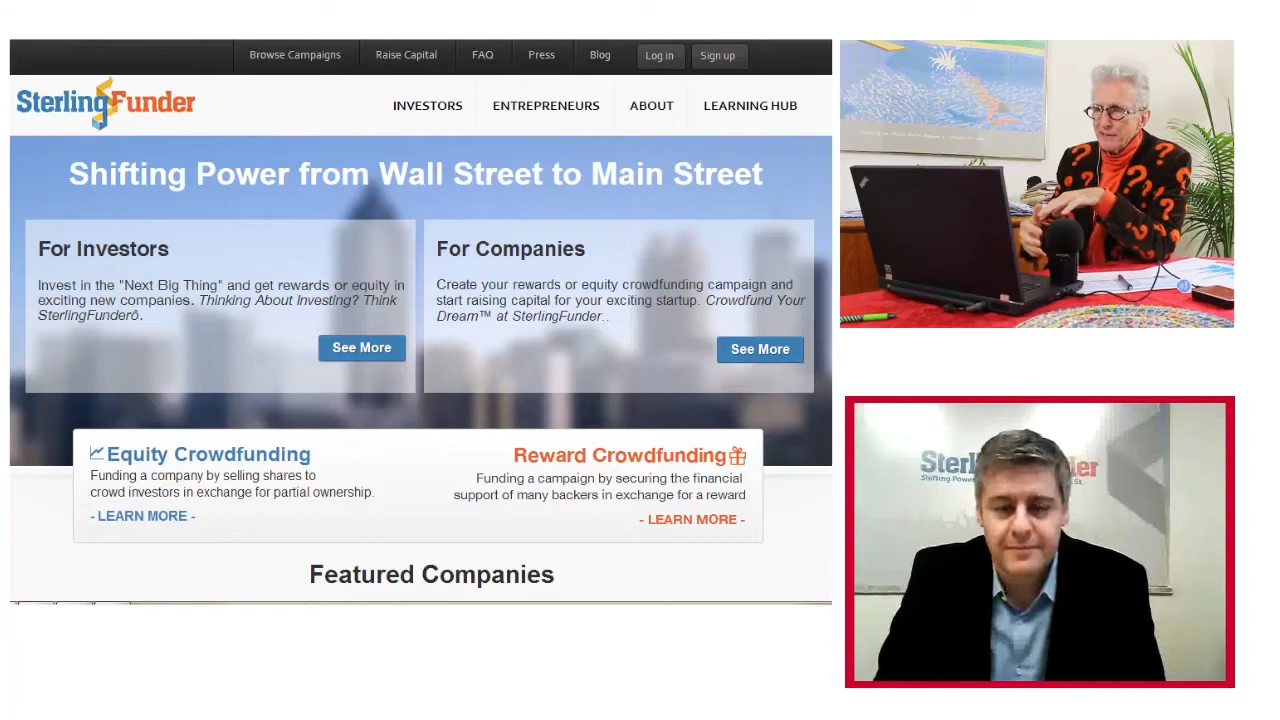 Browse Campaigns
Raise Capital
FAQ
Press
Blog
Log in
Sign up
SterlingFunder
INVESTORS
ENTREPRENEURS
ABOUT
LEARNING HUB
Shifting Power from Wall Street to Main Street
For Investors
Invest in the "Next Big Thing" and get rewards or equity in
exciting new companies. Thinking About Investing? Think
SterlingFunderô.
See More
For Companies
Create your rewards or equity crowdfunding campaign and
start raising capital for your exciting startup. Crowdfund Your
Dream™ at SterlingFunder..
See More
Equity Crowdfunding
Funding a company by selling shares to
crowd investors in exchange for partial ownership.
- LEARN MORE -
Reward Crowdfunding
Funding a campaign by securing the financial
support of many backers in exchange for a reward
- LEARN MORE -
Featured Companies